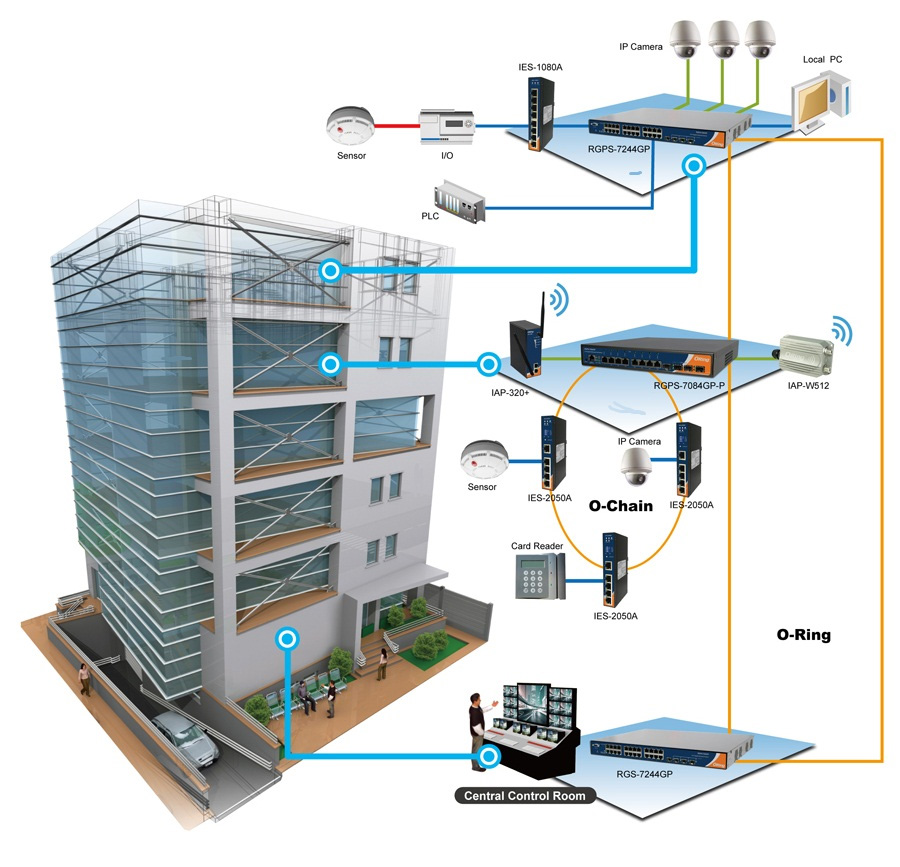 IP Camera
Local PC
IES-1080A
RGPS-7244GP
Sensor
I/O
PLC
IAP-320+
RGPS-7084GP-P
IAP-W512
IP Camera
Sensor
IES-2050A
O-Chain
IES-2050A
Card Reader
IES-2050A
O-Ring
RGS-7244GP
Central Control Room